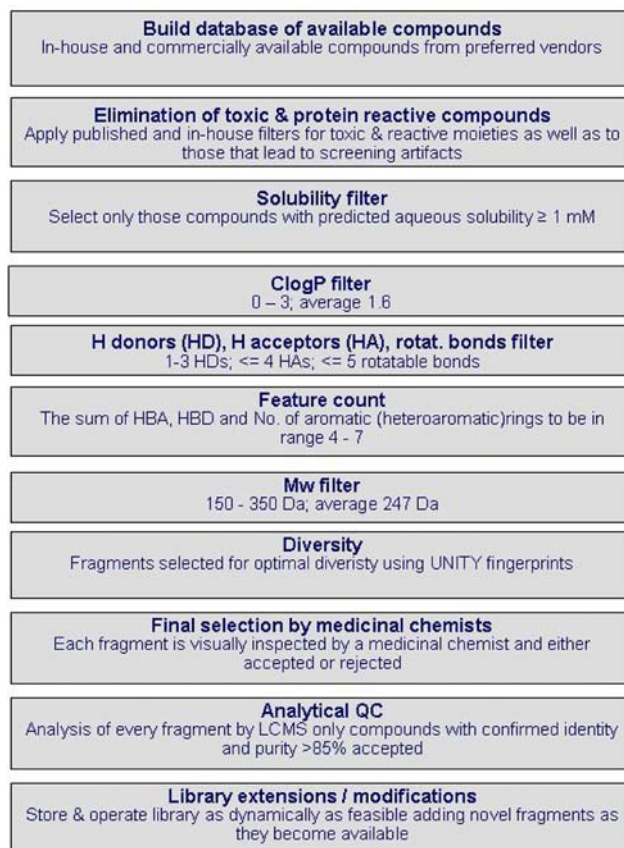 Build database of available compounds
In-house and commercially available compounds from preferred vendors
Elimination of toxic & protein reactive compounds
Apply published and in-house filters for toxic & reactive moieties as well as to
those that lead to screening artifacts
Solubility filter
Select only those compounds with predicted aqueous solubility ≥ 1 mM
ClogP filter
0 – 3; average 1.6
H donors (HD), H acceptors (HA), rotat. bonds filter
1-3 HDs; <= 4 HAs; <= 5 rotatable bonds
Feature count
The sum of HBA, HBD and No. of aromatic (heteroaromatic)rings to be in
range 4 - 7
Mw filter
150 - 350 Da; average 247 Da
Diversity
Fragments selected for optimal diveristy using UNITY fingerprints
Final selection by medicinal chemists
Each fragment is visually inspected by a medicinal chemist and either
accepted or rejected
Analytical QC
Analysis of every fragment by LCMS only compounds with confirmed identity
and purity >85% accepted
Library extensions / modifications
Store & operate library as dynamically as feasible adding novel fragments as
they become available